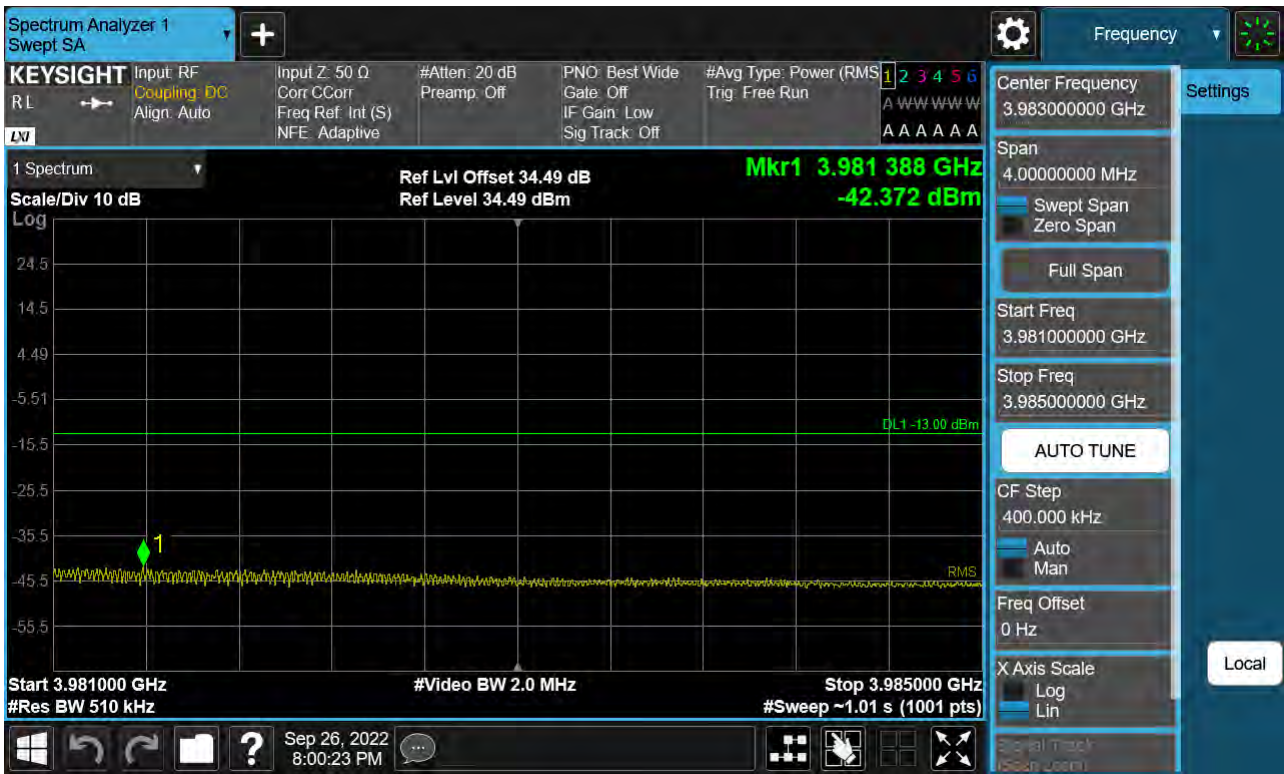 Spectrum Analyzer 1
Swept SA
+
Frequency
KEYSIGHT
RL
LXI
Input: RF
Coupling: DC
Align: Auto
Input Z: 50 Ω
Corr CCorr
Freq Ref: Int (S)
NFE: Adaptive
#Atten: 20 dB
Preamp: Off
PNO: Best Wide
Gate: Off
IF Gain: Low
Sig Track: Off
#Avg Type: Power (RMS
Trig: Free Run
1 2 3 4 5 6
A WW WW W
A A A A A A
1 Spectrum
Scale/Div 10 dB
Log
Ref Lvl Offset 34.49 dB
Ref Level 34.49 dBm
Mkr1 3.981 388 GHz
-42.372 dBm
24.5
14.5
4.49
-5.51
DL1 -13.00 dBm
-15.5
-25.5
-35.5
1
-45.5
RMS
-55.5
Start 3.981000 GHz
#Res BW 510 kHz
#Video BW 2.0 MHz
Stop 3.985000 GHz
#Sweep ~1.01 s (1001 pts)
Center Frequency
3.983000000 GHz
Span
4.00000000 MHz
Swept Span
Zero Span
Full Span
Start Freq
3.981000000 GHz
Stop Freq
3.985000000 GHz
AUTO TUNE
CF Step
400.000 kHz
Auto
Man
Freq Offset
0 Hz
X Axis Scale
Log
Lin
Signal Track
(Span Zoom)
Settings
Local
?
Sep 26, 2022
8:00:23 PM